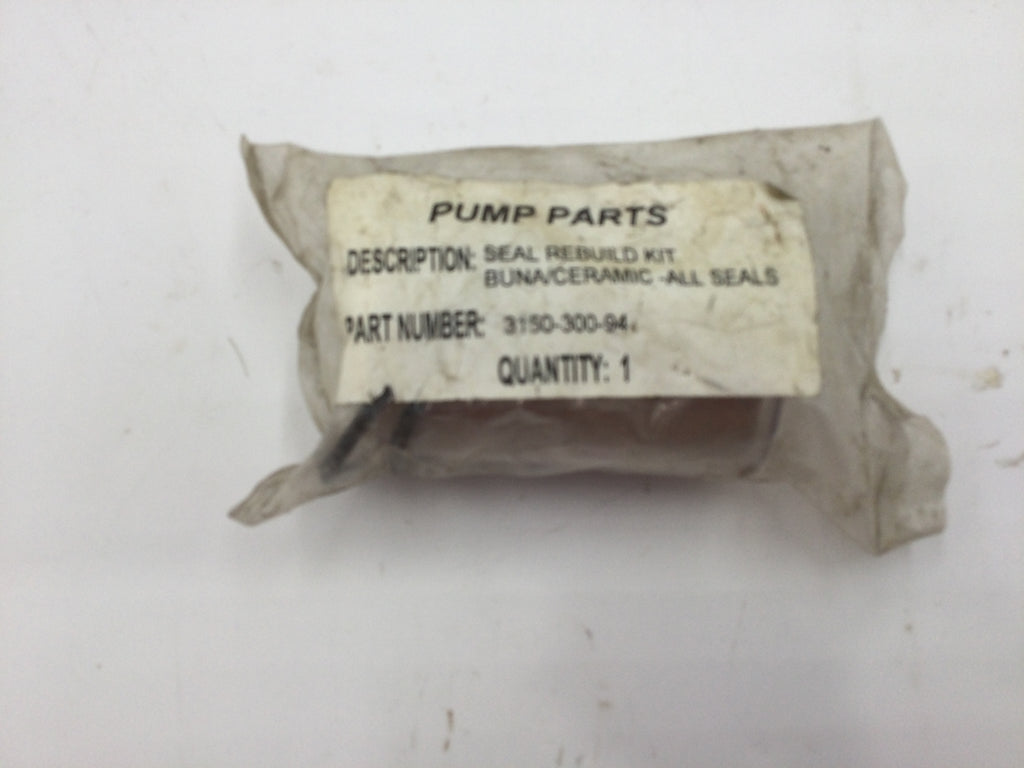 PUMP PARTS
DESCRIPTION: SEAL REBUILD KIT
BUNA/CERAMIC -ALL SEALS
PART NUMBER: 3150-300-94
QUANTITY: 1